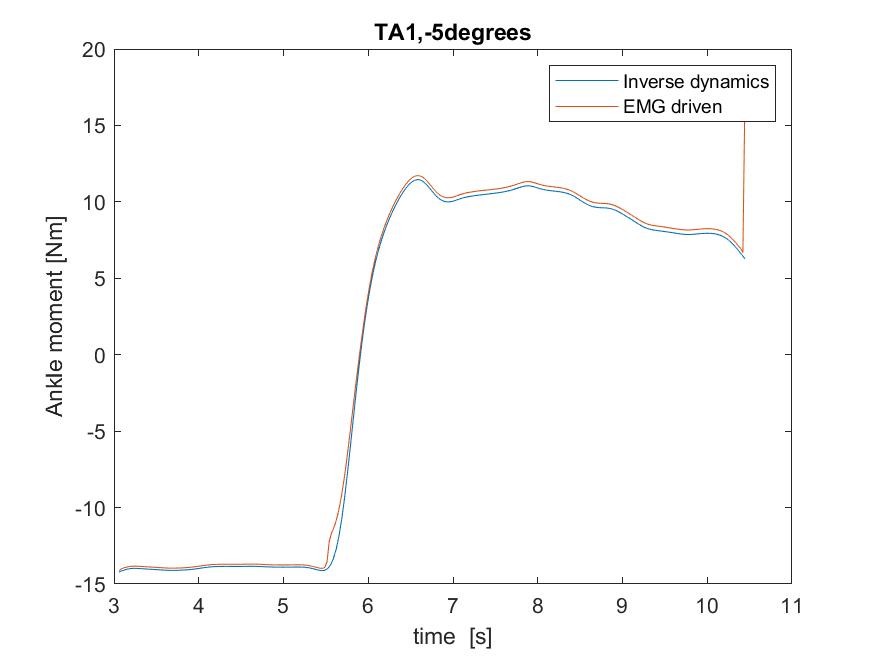 TA1,-5degrees
20
15
10
5
0
-5
-10
-15
Ankle moment [Nm]
Inverse dynamics
EMG driven
3 4 5 6 7 8 9 10 11
time [s]